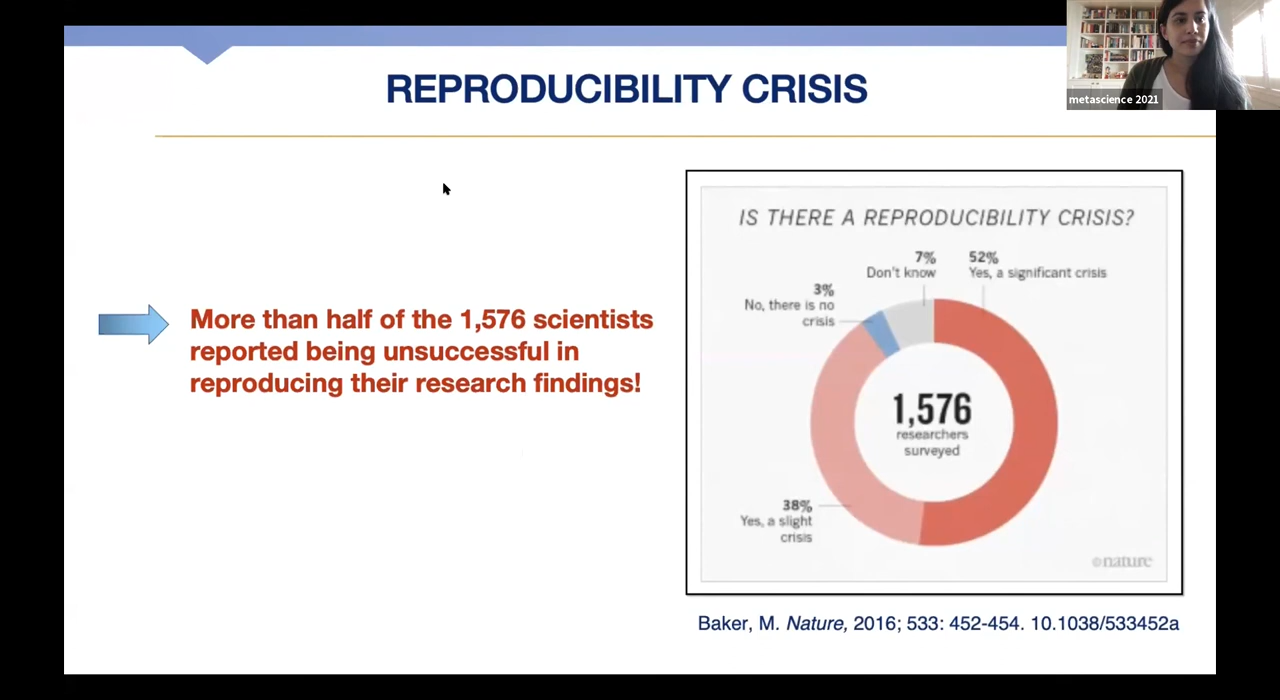 metascience 2021
REPRODUCIBILITY CRISIS
More than half of the 1,576 scientists
reported being unsuccessful in
reproducing their research findings!
IS THERE A REPRODUCIBILITY CRISIS?
7%
Don't know
52%
Yes, a significant crisis
3%
No, there is no
crisis
1,576
researchers
surveyed
38%
Yes, a slight
crisis
©nature
Baker, M. Nature, 2016; 533: 452-454. 10.1038/533452a